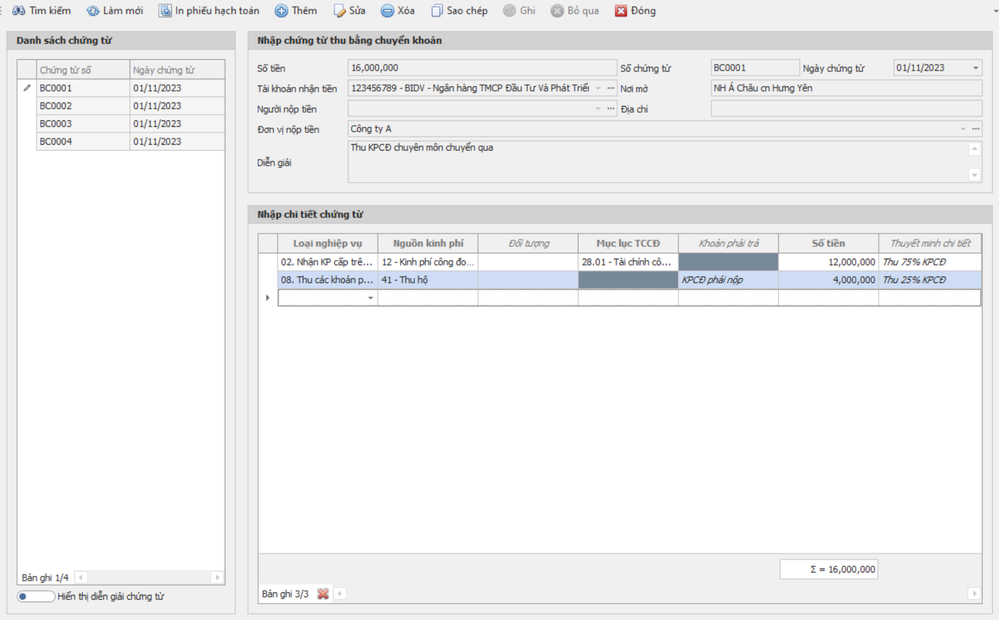 Tìm kiếm Làm mới In phiếu hạch toán Thêm Sửa Xóa Sao chép Ghi Bỏ qua Đóng
Danh sách chứng từ
Chứng từ số Ngày chứng từ
BC0001 01/11/2023
BC0002 01/11/2023
BC0003 01/11/2023
BC0004 01/11/2023
Bản ghi 1/4
Hiển thị diễn giải chứng từ
Nhập chứng từ thu bằng chuyển khoản
Số tiền 16,000,000 Số chứng từ BC0001 Ngày chứng từ 01/11/2023
Tài khoản nhận tiền 123456789 - BIDV - Ngân hàng TMCP Đầu Tư Và Phát Triể Nơi mở NH Á Châu cn Hưng Yên
Người nộp tiền Địa chỉ
Đơn vị nộp tiền Công ty A
Diễn giải Thu KPCĐ chuyên môn chuyển qua
Nhập chi tiết chứng từ
Loại nghiệp vụ Nguồn kinh phí Đối tượng Mục lục TCCĐ Khoản phải trả Số tiền Thuyết minh chi tiết
02. Nhận KP cấp trê... 12 - Kinh phí công đo... 28.01 - Tài chính cô... 12,000,000 Thu 75% KPCĐ
08. Thu các khoản p... 41 - Thu hộ KPCĐ phải nộp 4,000,000 Thu 25% KPCĐ
Σ = 16,000,000
Bản ghi 3/3